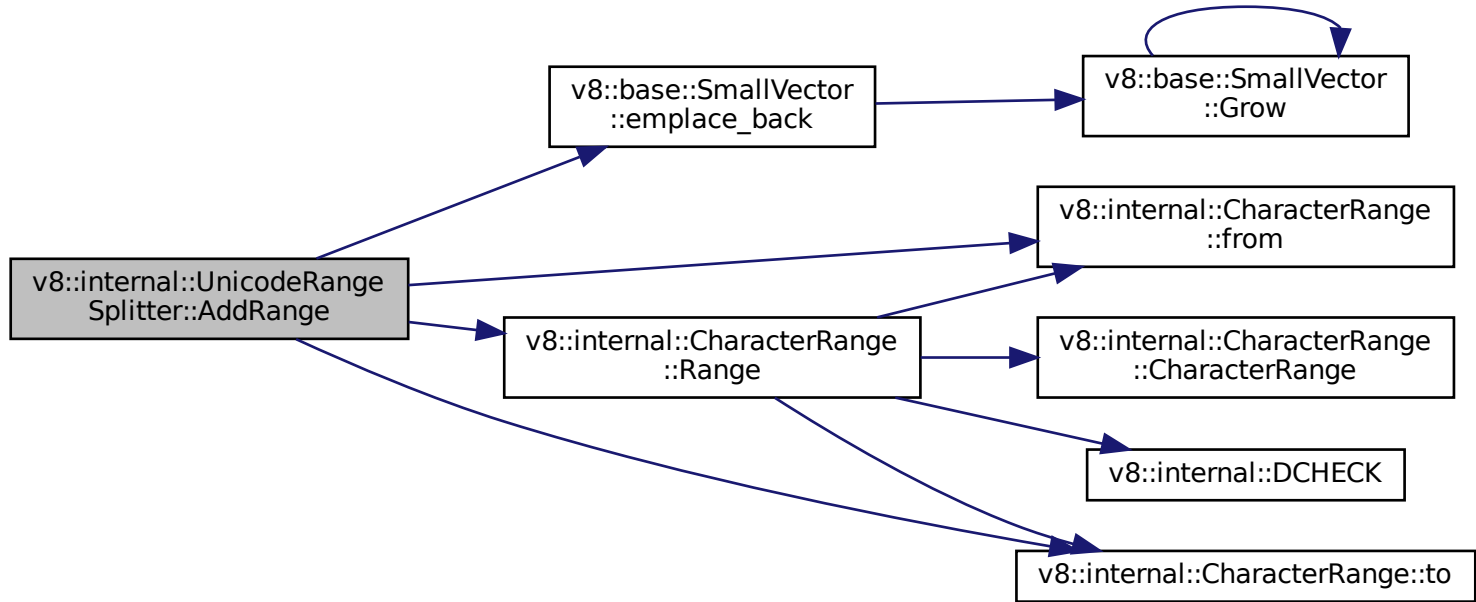 v8::internal::UnicodeRange
Splitter::AddRange
v8::base::SmallVector
::emplace_back
v8::base::SmallVector
::Grow
v8::internal::CharacterRange
::from
v8::internal::CharacterRange
::Range
v8::internal::CharacterRange
::CharacterRange
v8::internal::DCHECK
v8::internal::CharacterRange::to